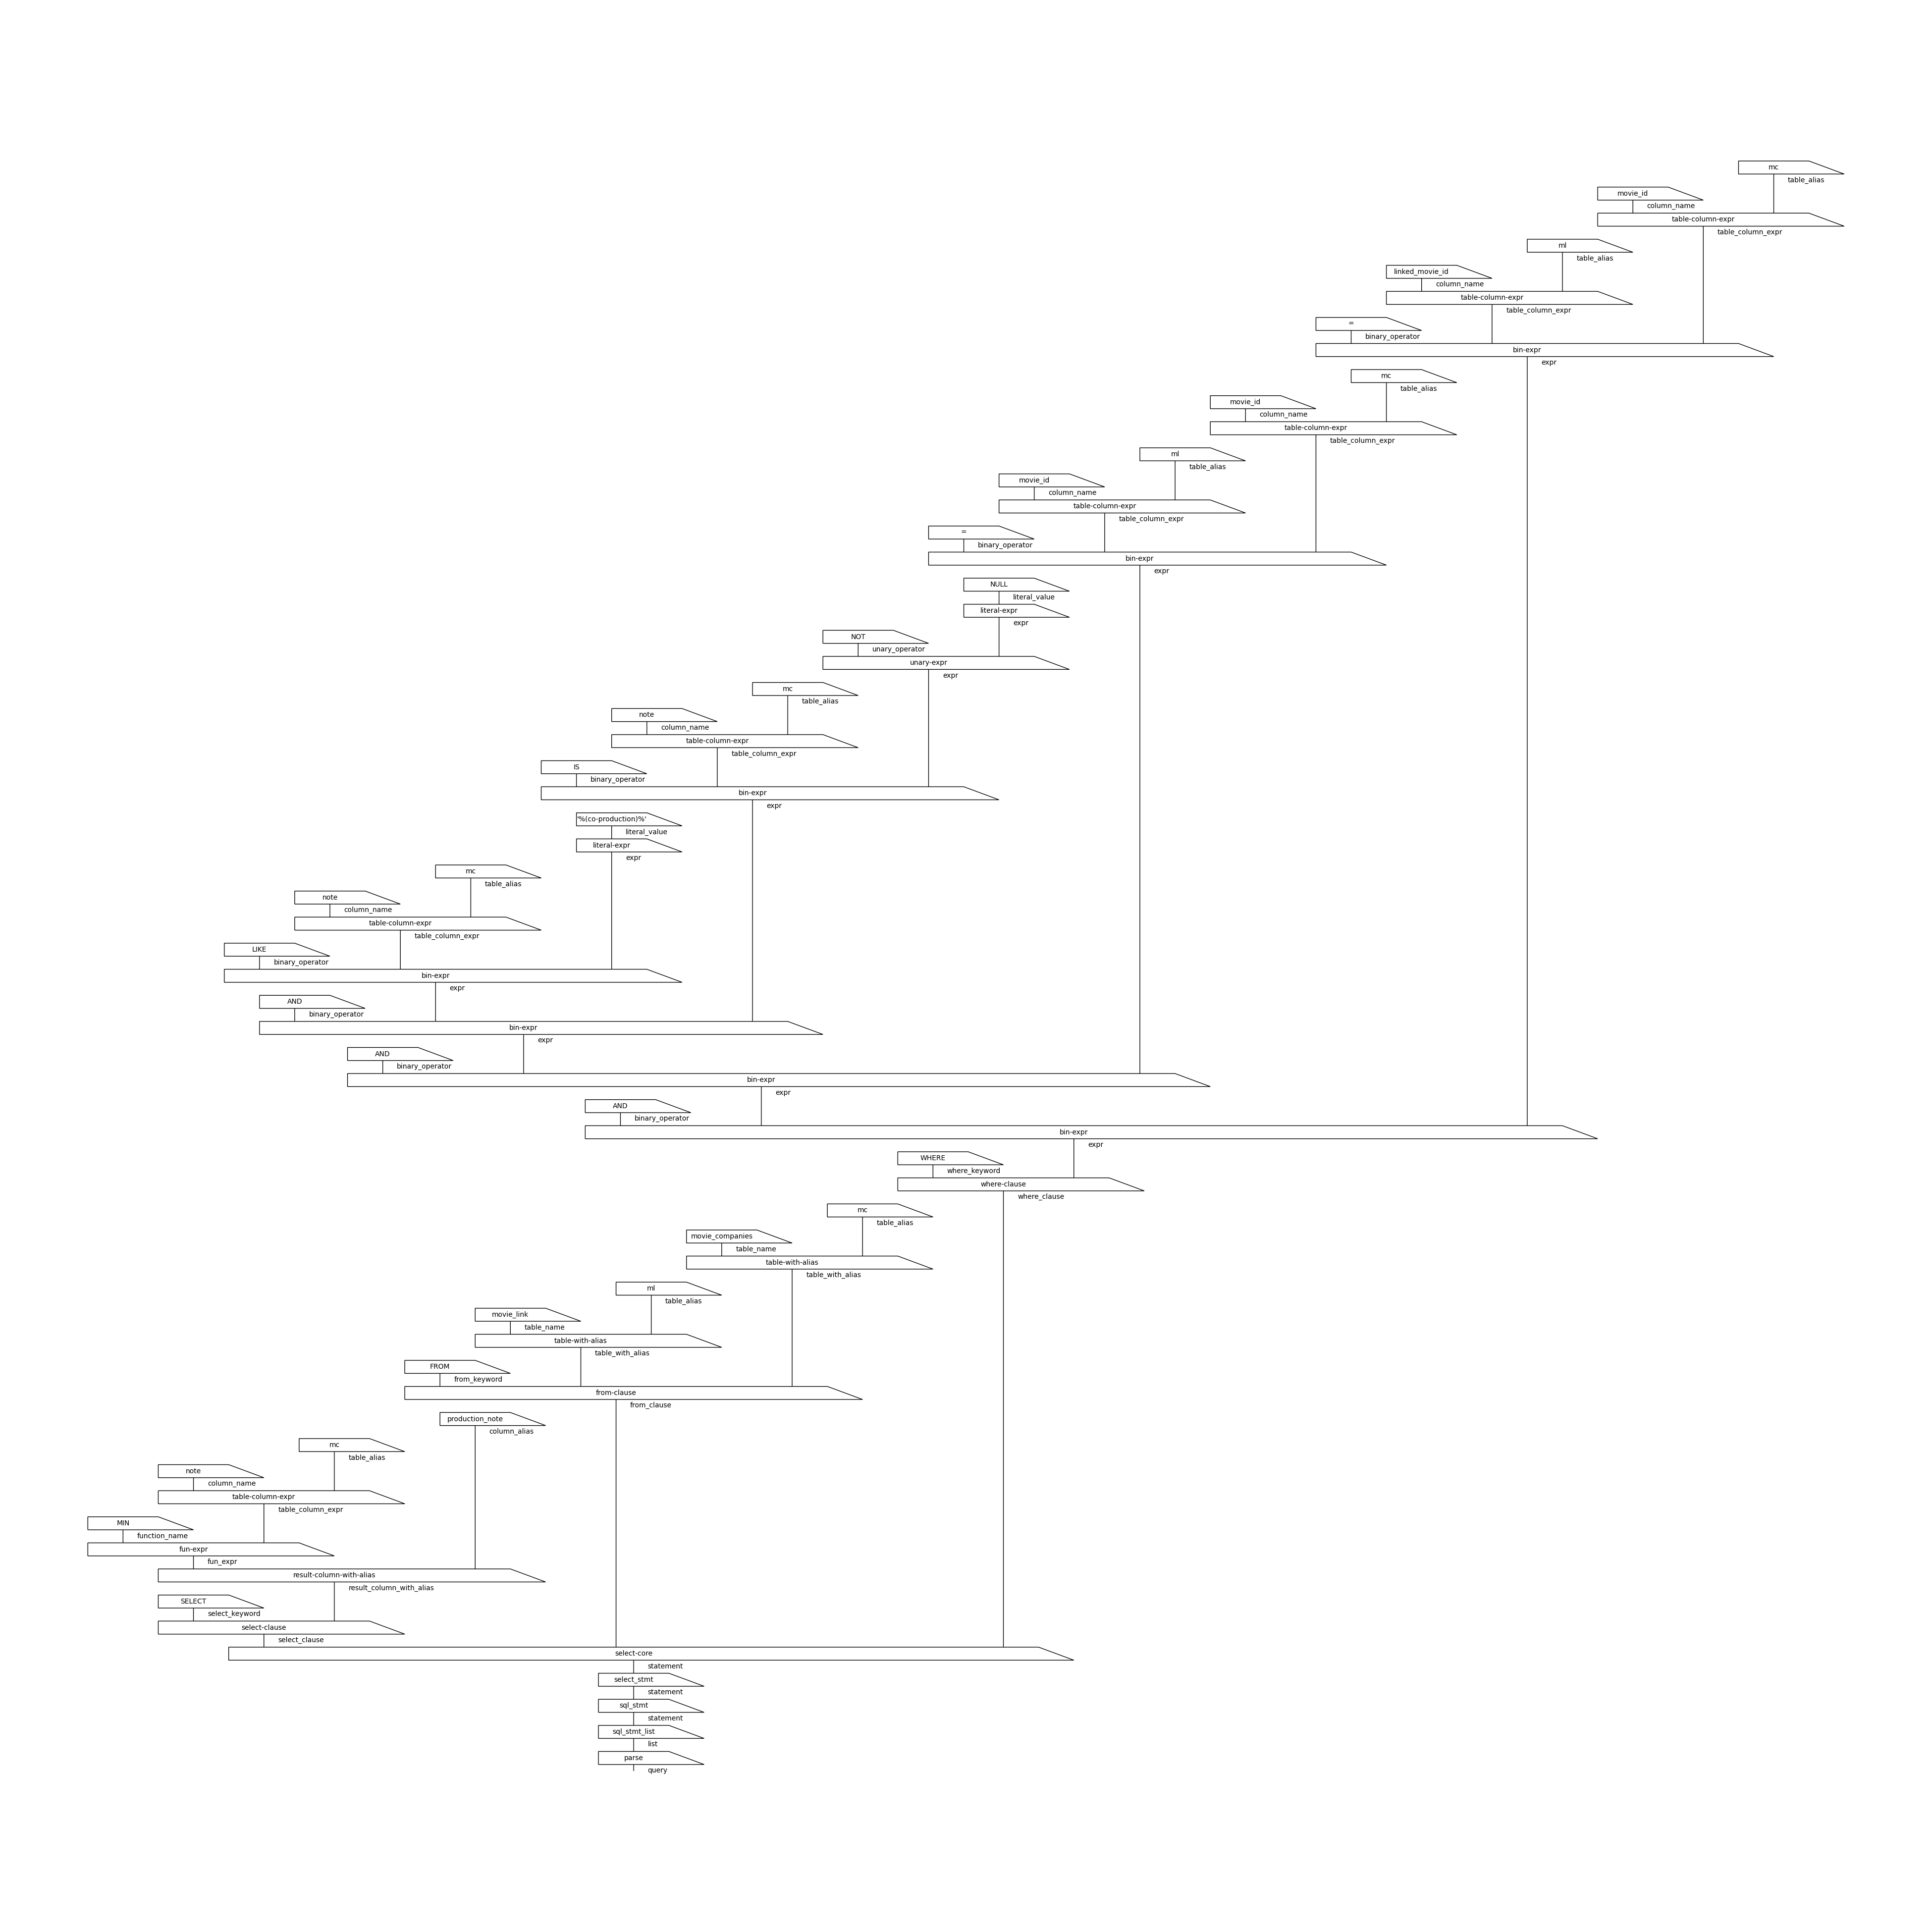 mc
table_alias
movie_id
column_name
table-column-expr
table_column_expr
ml
table_alias
linked_movie_id
column_name
table-column-expr
table_column_expr
=
binary_operator
bin-expr
expr
mc
table_alias
movie_id
column_name
table-column-expr
table_column_expr
ml
table_alias
movie_id
column_name
table-column-expr
table_column_expr
=
binary_operator
bin-expr
expr
NULL
literal_value
literal-expr
expr
NOT
unary_operator
unary-expr
expr
mc
table_alias
note
column_name
table-column-expr
table_column_expr
IS
binary_operator
bin-expr
expr
'%(co-production)%'
literal_value
literal-expr
expr
mc
table_alias
note
column_name
table-column-expr
table_column_expr
LIKE
binary_operator
bin-expr
expr
AND
binary_operator
bin-expr
expr
AND
binary_operator
bin-expr
expr
AND
binary_operator
bin-expr
expr
WHERE
where_keyword
where-clause
where_clause
mc
table_alias
movie_companies
table_name
table-with-alias
table_with_alias
ml
table_alias
movie_link
table_name
table-with-alias
table_with_alias
FROM
from_keyword
from-clause
from_clause
production_note
column_alias
mc
table_alias
note
column_name
table-column-expr
table_column_expr
MIN
function_name
fun-expr
fun_expr
result-column-with-alias
result_column_with_alias
SELECT
select_keyword
select-clause
select_clause
select-core
statement
select_stmt
statement
sql_stmt
statement
sql_stmt_list
list
parse
query